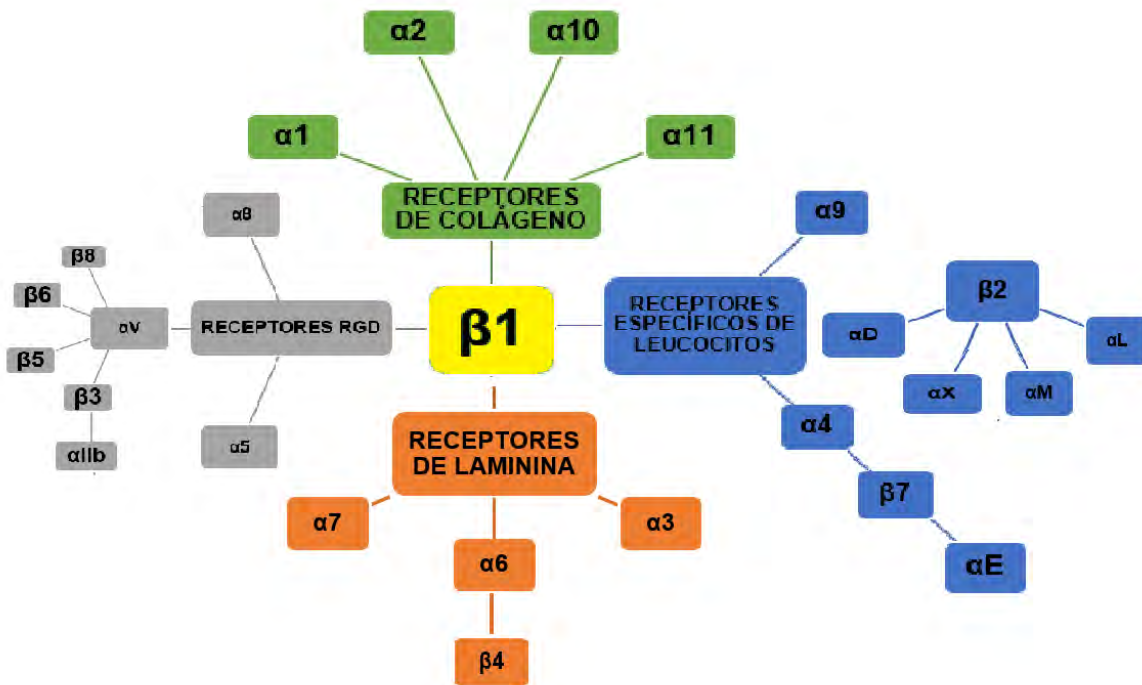 α2
α10
α1
α11
RECEPTORES
DE COLÁGENO
α8
α9
β8
β6
αV
β5
β3
αIIb
RECEPTORES RGD
α5
β1
RECEPTORES
ESPECÍFICOS DE
LEUCOCITOS
β2
αD
αL
αX
αM
α4
β7
αE
RECEPTORES
DE LAMININA
α7
α3
α6
β4